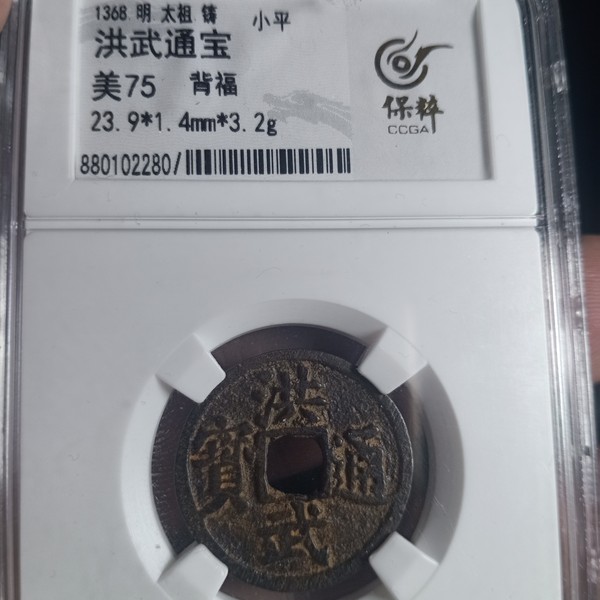 1368 明 太祖 铸 小平
洪武通宝
美75 背福
23.9*1.4mm*3.2g
880102280/
保粹
CCGA
洪武通寶